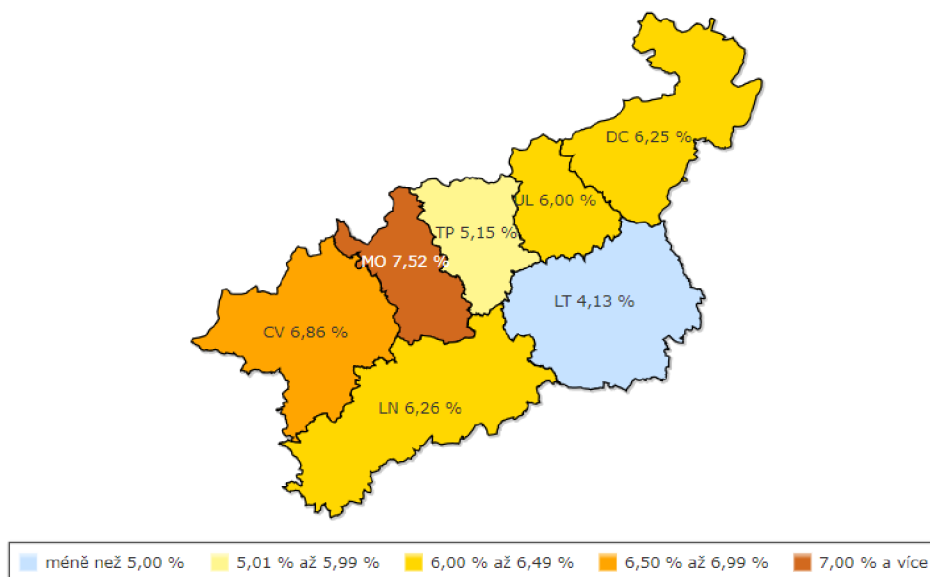 DC 6,25 %
UL 6,00 %
TP 5,15 %
MO 7,52 %
LT 4,13 %
CV 6,86 %
LN 6,26 %
méně než 5,00 % 5,01 % až 5,99 % 6,00 % až 6,49 % 6,50 % až 6,99 % 7,00 % a více